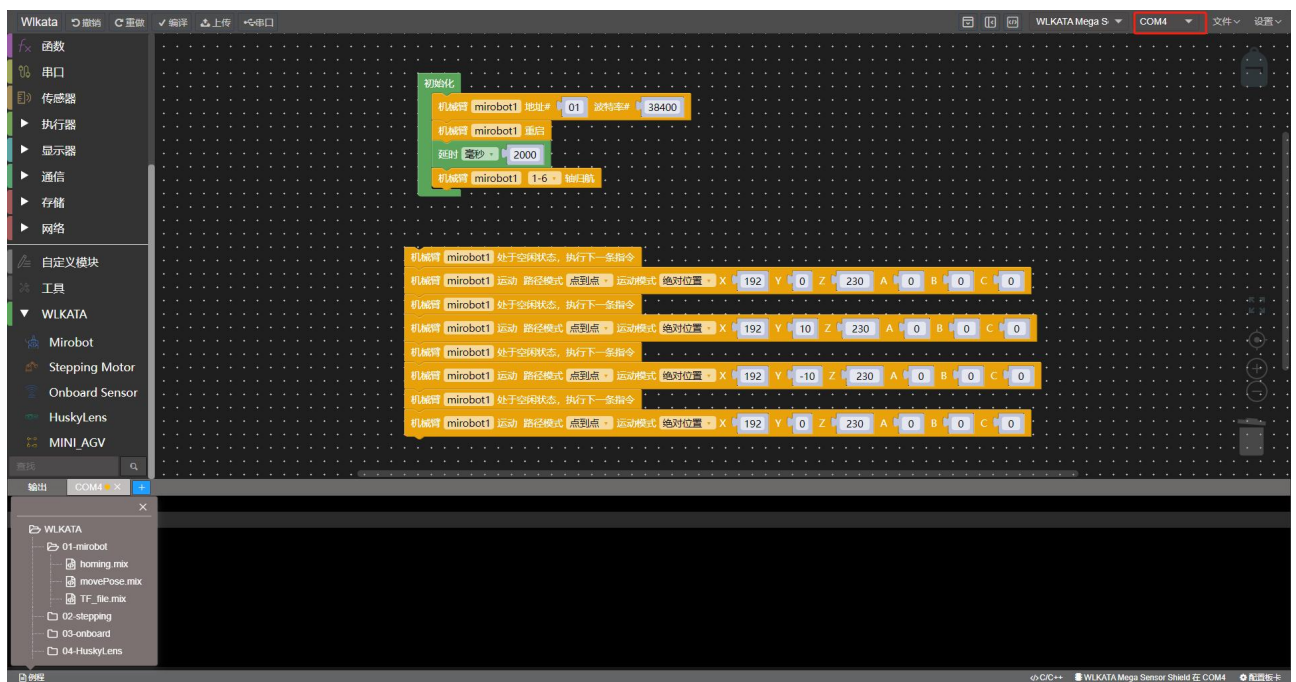 Wlkata 撤销 重做 编译 上传 串口 WLKATA Mega S COM4 文件 设置
函数
串口
传感器
执行器
显示器
通信
存储
网络
自定义模块
工具
WLKATA
Mirobot
Stepping Motor
Onboard Sensor
HuskyLens
MINI_AGV
查找
初始化
机械臂 mirobot1 地址# 01 波特率# 38400
机械臂 mirobot1 重启
延时 毫秒 2000
机械臂 mirobot1 1-6 轴归航
机械臂 mirobot1 处于空闲状态，执行下一条指令
机械臂 mirobot1 运动 路径模式 点到点 运动模式 绝对位置 X 192 Y 0 Z 230 A 0 B 0 C 0
机械臂 mirobot1 处于空闲状态，执行下一条指令
机械臂 mirobot1 运动 路径模式 点到点 运动模式 绝对位置 X 192 Y 10 Z 230 A 0 B 0 C 0
机械臂 mirobot1 处于空闲状态，执行下一条指令
机械臂 mirobot1 运动 路径模式 点到点 运动模式 绝对位置 X 192 Y -10 Z 230 A 0 B 0 C 0
机械臂 mirobot1 处于空闲状态，执行下一条指令
机械臂 mirobot1 运动 路径模式 点到点 运动模式 绝对位置 X 192 Y 0 Z 230 A 0 B 0 C 0
输出 COM4
WLKATA
01-mirobot
homing.mix
movePose.mix
TF_file.mix
02-stepping
03-onboard
04-HuskyLens
例程 C/C++ WLKATA Mega Sensor Shield 在 COM4 配置板卡